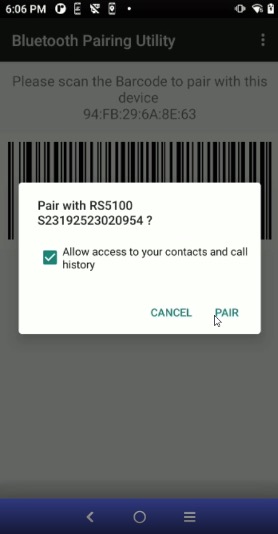 6:06 PM
Bluetooth Pairing Utility
Please scan the Barcode to pair with this
device
94:FB:29:6A:8E:63
Pair with RS5100
S23192523020954 ?
Allow access to your contacts and call
history
CANCEL PAIR